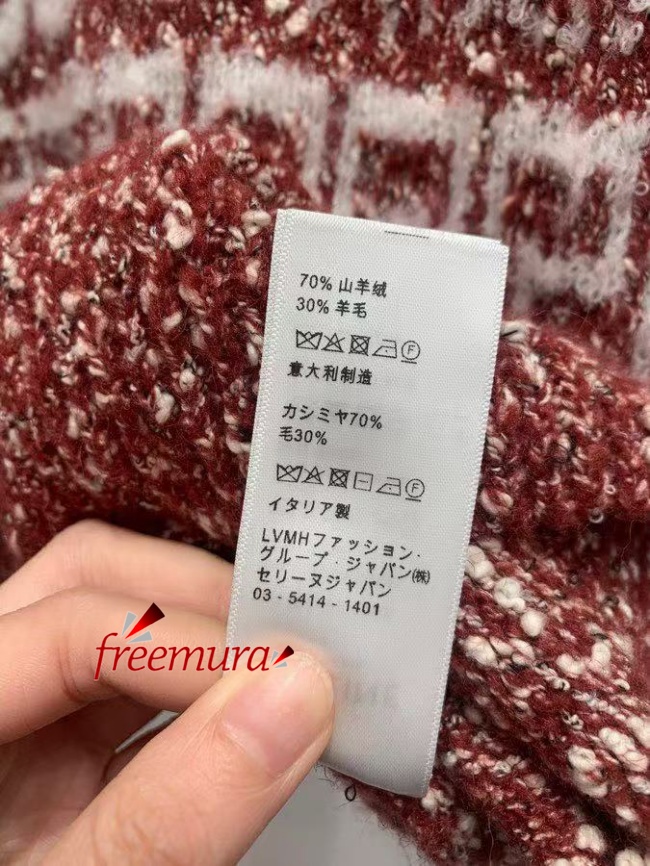 70% 山羊绒
30% 羊毛
意大利制造
カシミヤ70%
毛30%
イタリア製
LVMHファッション・
グループ・ジャパン㈱
セリーヌジャパン
03 - 5414 - 1401
freemura